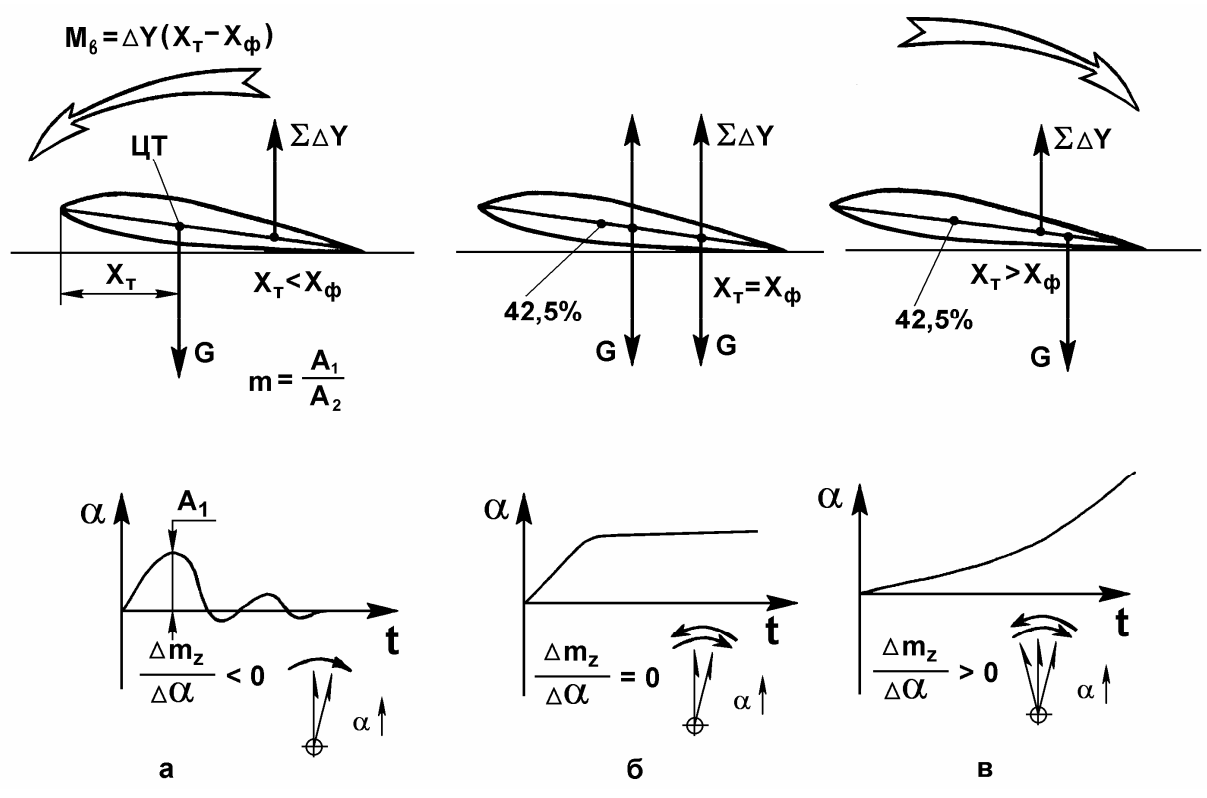 Mв = ΔY(Xт − Xф)
ЦТ
ΣΔY
Xт
Xт < Xф
G
m = A1 / A2
ΣΔY
42,5%
Xт = Xф
G
G
ΣΔY
42,5%
Xт > Xф
G
α
A1
t
Δmz / Δα < 0
α
а
α
t
Δmz / Δα = 0
α
б
α
t
Δmz / Δα > 0
α
в